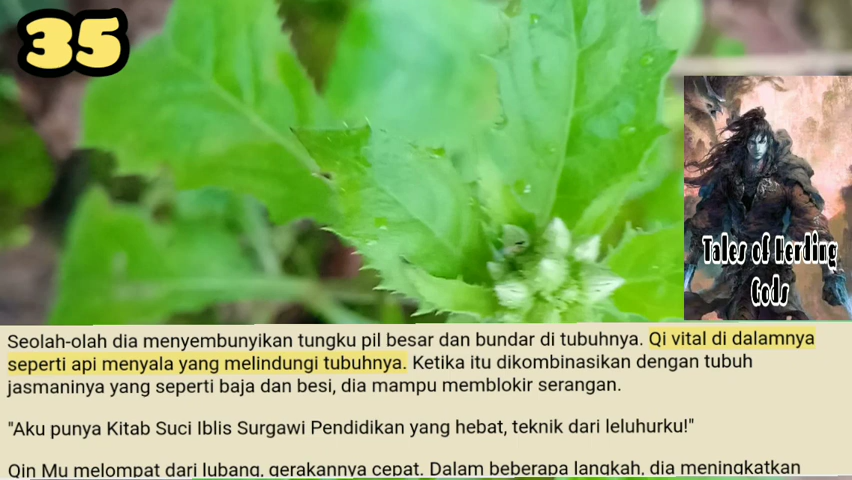 35
Tales of Herding
Gods
Seolah-olah dia menyembunyikan tungku pil besar dan bundar di tubuhnya. Qi vital di dalamnya
seperti api menyala yang melindungi tubuhnya. Ketika itu dikombinasikan dengan tubuh
jasmaninya yang seperti baja dan besi, dia mampu memblokir serangan.
"Aku punya Kitab Suci Iblis Surgawi Pendidikan yang hebat, teknik dari leluhurku!"
Qin Mu melompat dari lubang, gerakannya cepat. Dalam beberapa langkah, dia meningkatkan